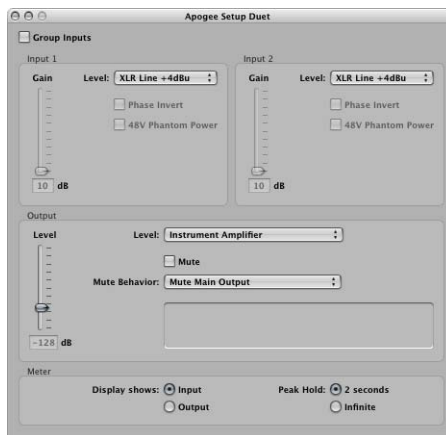 Apogee Setup Duet
Group Inputs
Input 1
Gain
Level: XLR Line +4dBu
Phase Invert
48V Phantom Power
10 dB
Input 2
Gain
Level: XLR Line +4dBu
Phase Invert
48V Phantom Power
10 dB
Output
Level
Level: Instrument Amplifier
Mute
Mute Behavior: Mute Main Output
-128 dB
Meter
Display shows: Input
Output
Peak Hold: 2 seconds
Infinite